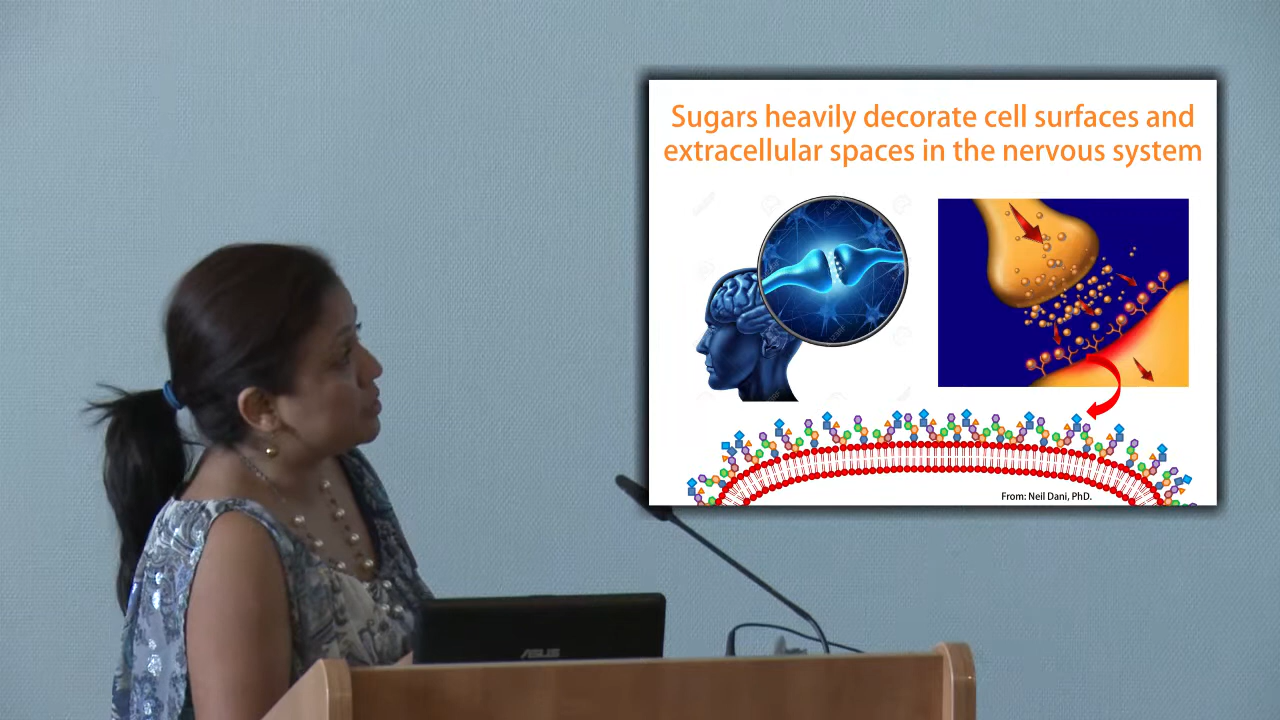 Sugars heavily decorate cell surfaces and
extracellular spaces in the nervous system
From: Neil Dani, PhD.
ASUS